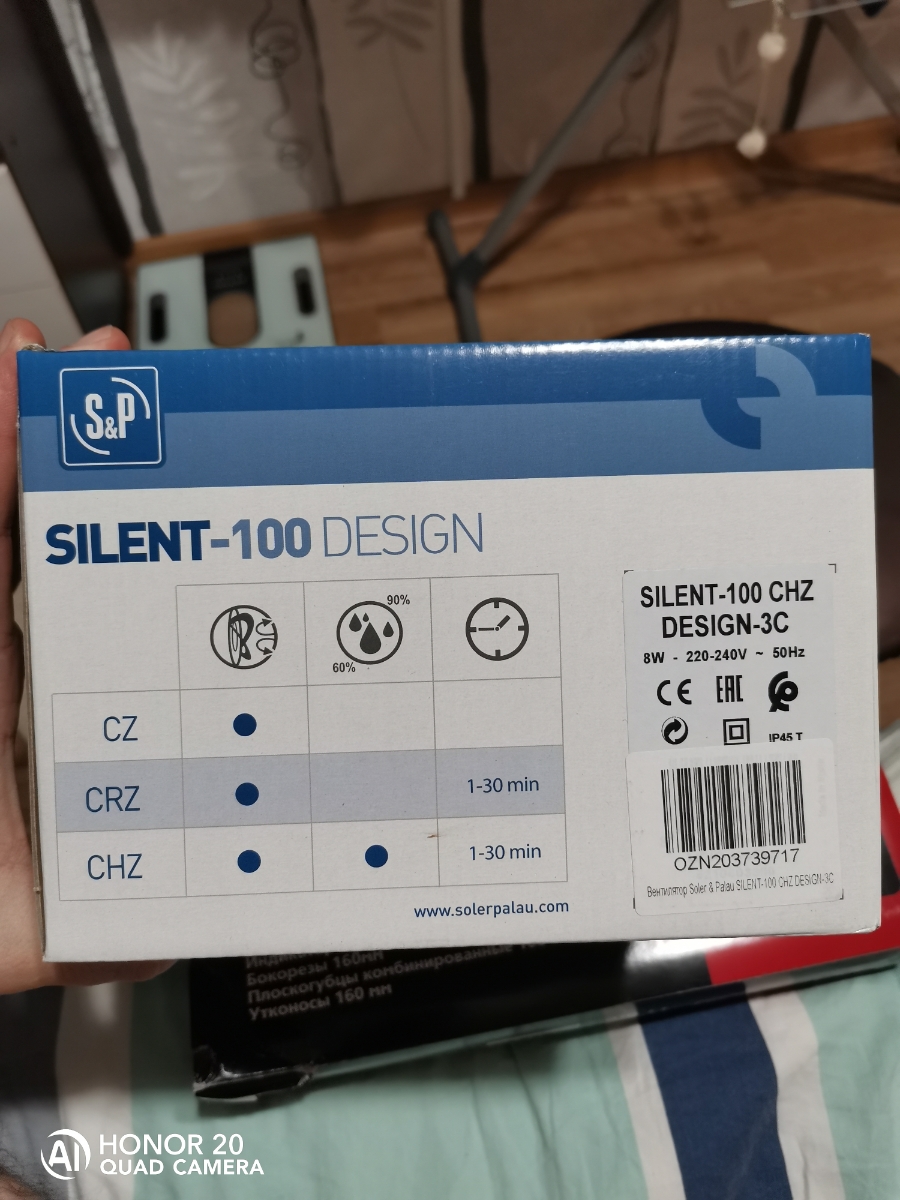 S&P
SILENT-100 DESIGN
90%
60%
CZ
CRZ
1-30 min
CHZ
1-30 min
www.solerpalau.com
SILENT-100 CHZ
DESIGN-3C
8W - 220-240V ~ 50Hz
CE EAC
IP45 T
OZN203739717
Вентилятор Soler & Palau SILENT-100 CHZ DESIGN-3C
Бокорезы 160мм
Плоскогубцы комбинированные
Утконосы 160 мм
AI HONOR 20
QUAD CAMERA